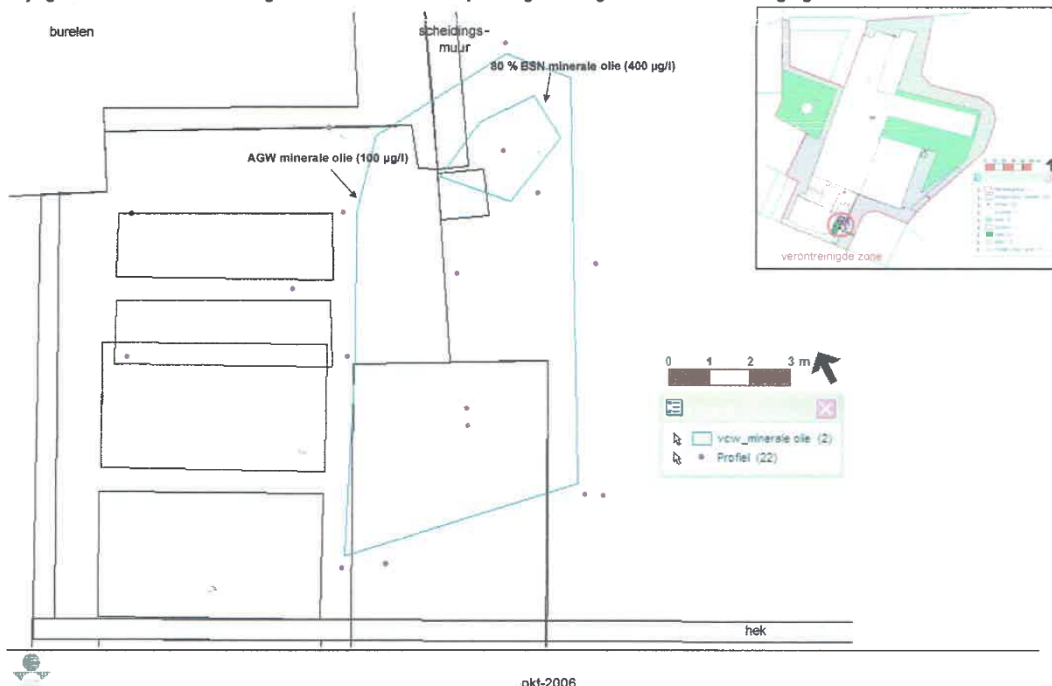 burelen
scheidings-
muur
80 % BSN minerale olie (400 µg/l)
AGW minerale olie (100 µg/l)
verontreinigde zone
0 1 2 3 m
vcw_minerale olie (2)
Profiel (22)
hek
okt-2006